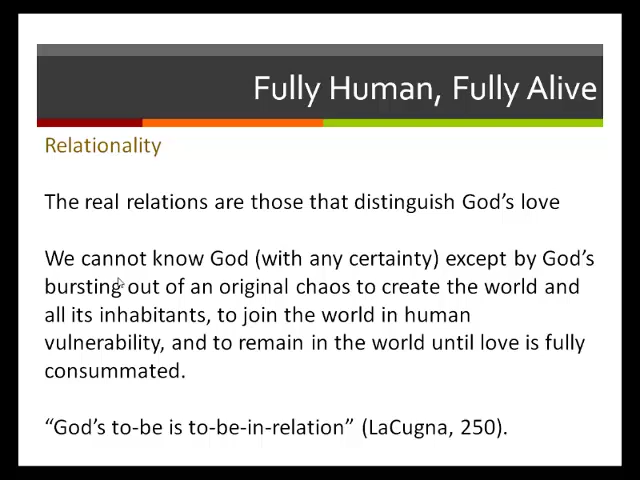 Fully Human, Fully Alive
Relationality
The real relations are those that distinguish God’s love
We cannot know God (with any certainty) except by God’s
bursting out of an original chaos to create the world and
all its inhabitants, to join the world in human
vulnerability, and to remain in the world until love is fully
consummated.
“God’s to-be is to-be-in-relation” (LaCugna, 250).